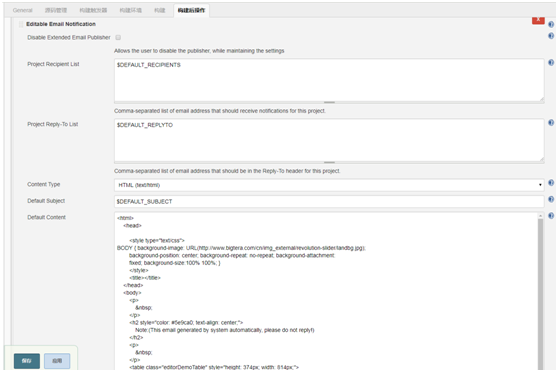 General 源码管理 构建触发器 构建环境 构建 构建后操作
Editable Email Notification
X
Disable Extended Email Publisher
Allows the user to disable the publisher, while maintaining the settings
Project Recipient List
$DEFAULT_RECIPIENTS
Comma-separated list of email address that should receive notifications for this project.
Project Reply-To List
$DEFAULT_REPLYTO
Comma-separated list of email address that should be in the Reply-To header for this project.
Content Type
HTML (text/html)
Default Subject
$DEFAULT_SUBJECT
Default Content
<html>
<head>
<style type="text/css">
BODY { background-image: URL(http://www.bigtera.com/cn/img_external/revolution-slider/landbg.jpg);
background-position: center; background-repeat: no-repeat; background-attachment:
fixed; background-size:100% 100%; }
</style>
<title></title>
</head>
<body>
<p>
&nbsp;
</p>
<h2 style="color: #5e9ca0; text-align: center;">
Note:(This email generated by system automatically, please do not reply!)
</h2>
<p>
&nbsp;
</p>
<table class="editorDemoTable" style="height: 374px; width: 814px;">
保存 应用